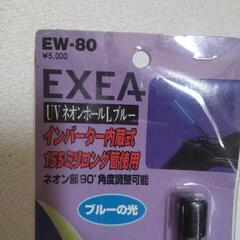 EW-80
¥5,000
EXEA
UVネオンホールLブルー
インバーター内蔵式
155ミリロング管使用
ネオン部90°角度調整可能
ブルーの光